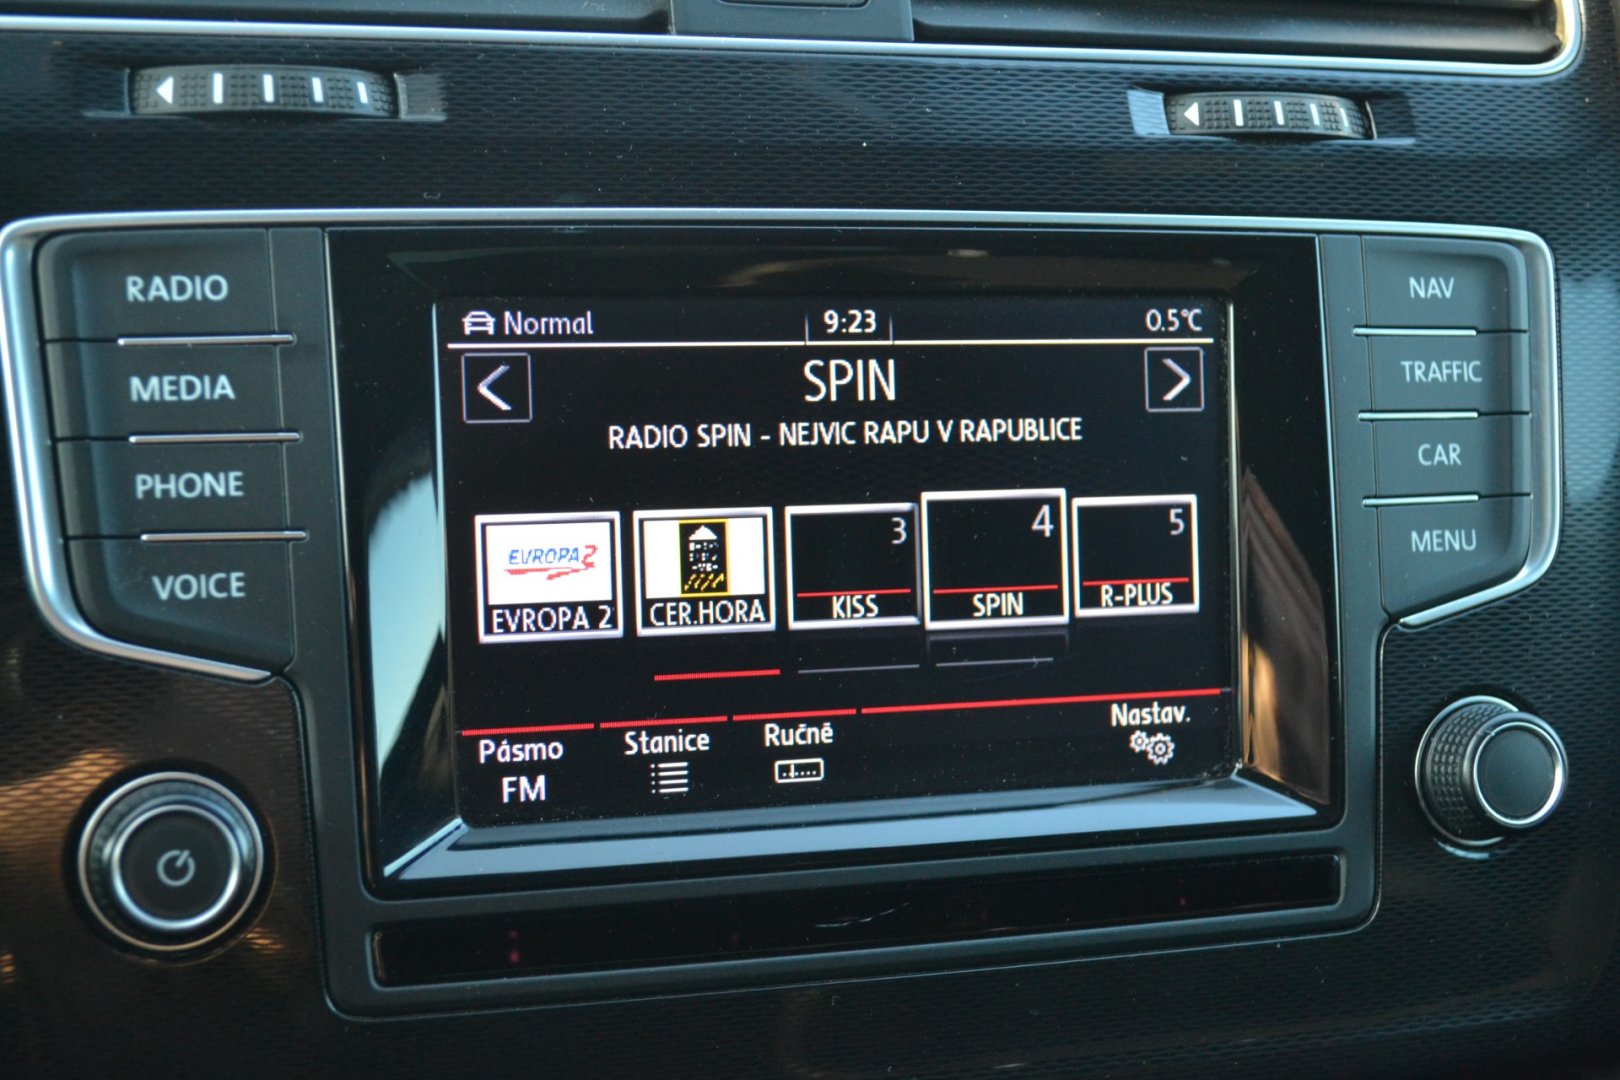 RADIO
MEDIA
PHONE
VOICE
Normal 9:23 0.5°C
SPIN
RADIO SPIN - NEJVIC RAPU V RAPUBLICE
EVROPA 2
EVROPA 2
CER.HORA
3
KISS
4
SPIN
5
R-PLUS
Pásmo
FM
Stanice
Ručně
Nastav.
NAV
TRAFFIC
CAR
MENU